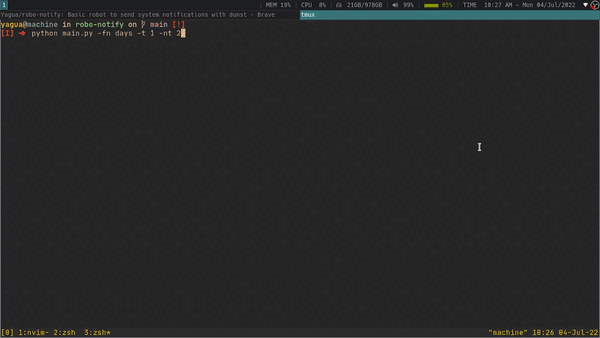 1 | MEM 19% | CPU 8% | 21GB/978GB | 99% | 85% | TIME 18:27 AM - Mon 04/Jul/2022
Yagua/robo-notify: Basic robot to send system notifications with dunst - Brave
tmux
yagua@machine in robo-notify on main [!]
[I] ➜ python main.py -fn days -t 1 -nt 2
[0] 1:nvim- 2:zsh 3:zsh* "machine" 18:26 04-Jul-22